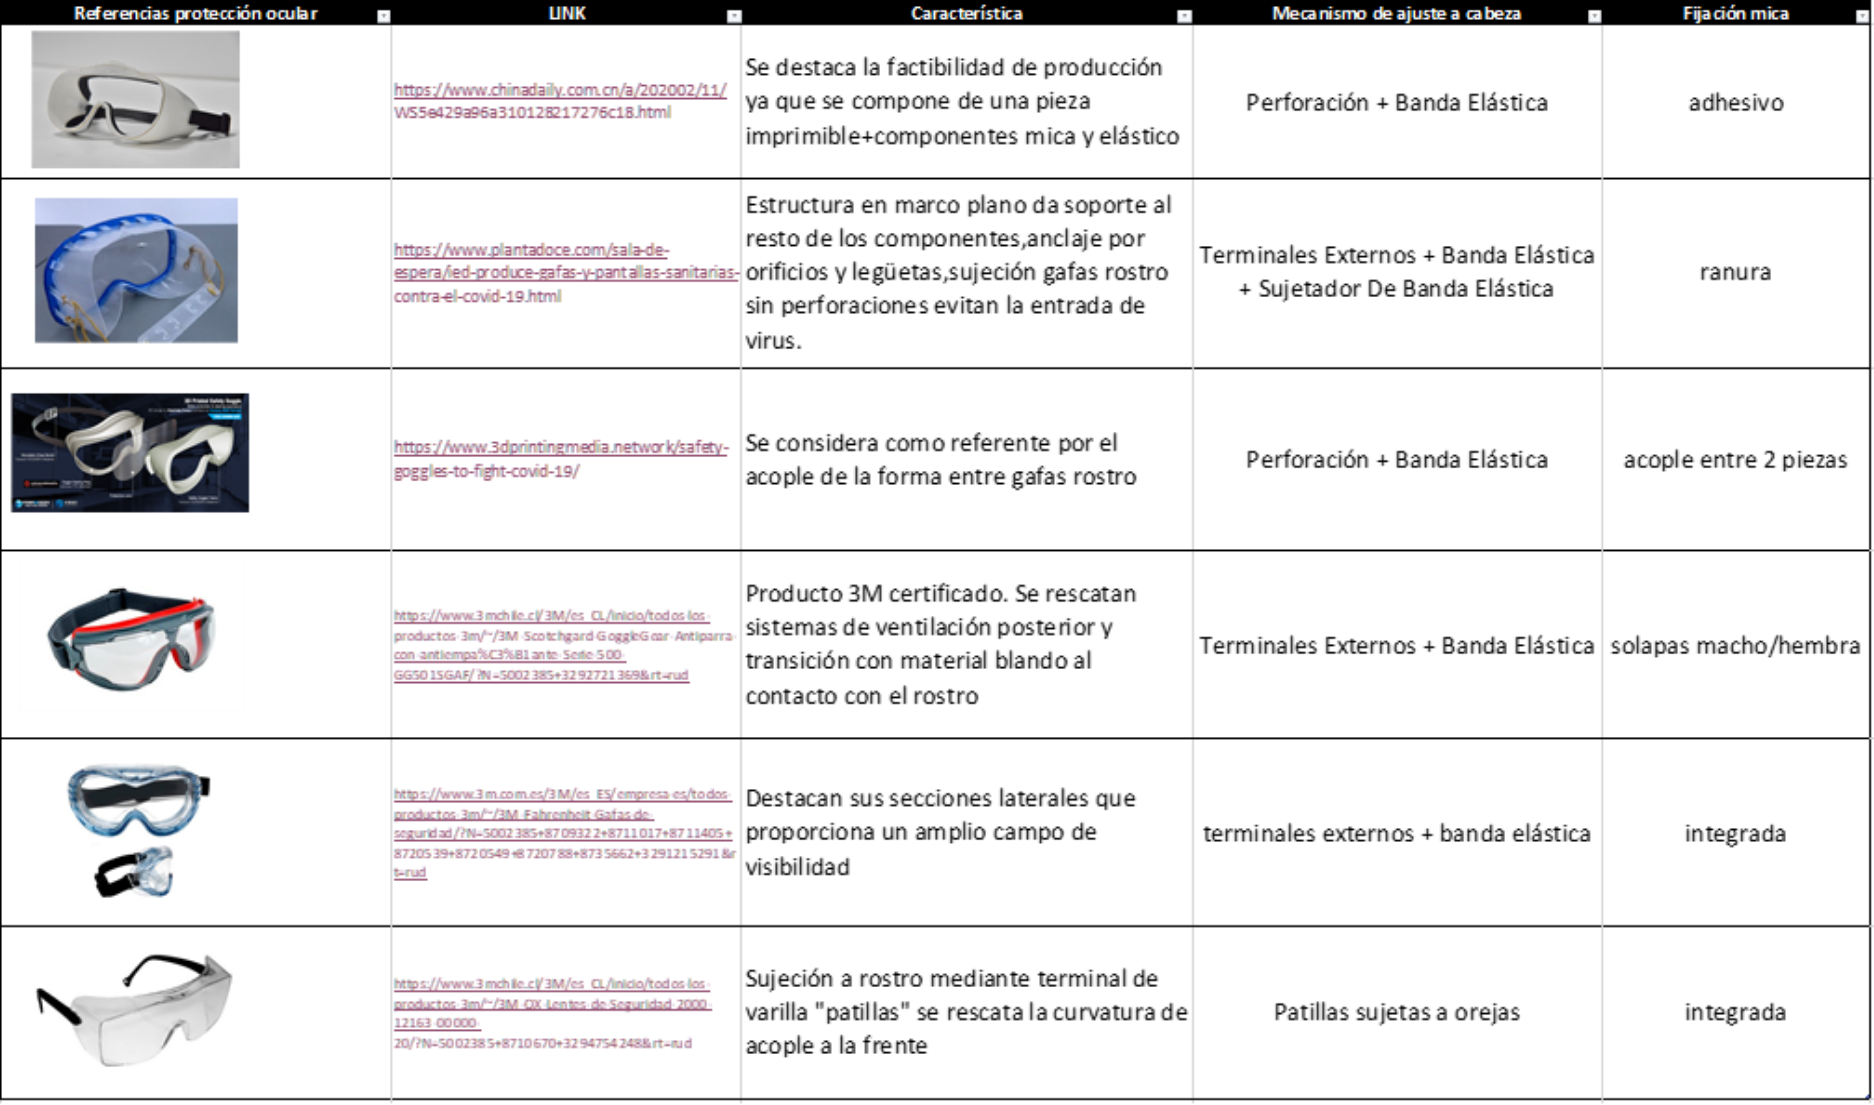 Referencias protección ocular
LINK
Característica
Mecanismo de ajuste a cabeza
Fijación mica
https://www.chinadaily.com.cn/a/202002/11/
WS5e429a96a310128217276c18.html
Se destaca la factibilidad de producción
ya que se compone de una pieza
imprimible+componentes mica y elástico
Perforación + Banda Elástica
adhesivo
https://www.plantadoce.com/sala-de-
espera/ied-produce-gafas-y-pantallas-sanitarias-
contra-el-covid-19.html
Estructura en marco plano da soporte al
resto de los componentes,anclaje por
orificios y legüetas,sujeción gafas rostro
sin perforaciones evitan la entrada de
virus.
Terminales Externos + Banda Elástica
+ Sujetador De Banda Elástica
ranura
https://www.3dprintingmedia.network/safety-
goggles-to-fight-covid-19/
Se considera como referente por el
acople de la forma entre gafas rostro
Perforación + Banda Elástica
acople entre 2 piezas
https://www.3mchile.cl/3M/es_CL/inicio/todos-los-
productos-3m/~/3M-Scotchgard-GoggleGear-Antiparra-
con-antiempa%C3%B1ante-Serie-500-
GG501SGAF/?N=5002385+3292721369&rt=rud
Producto 3M certificado. Se rescatan
sistemas de ventilación posterior y
transición con material blando al
contacto con el rostro
Terminales Externos + Banda Elástica
solapas macho/hembra
https://www.3m.com.es/3M/es_ES/empresa-es/todos-
productos-3m/~/3M-Fahrenheit-Gafas-de-
seguridad/?N=5002385+8709322+8711017+8711405+
8720539+8720549+8720788+8735662+3291215291&r
t=rud
Destacan sus secciones laterales que
proporciona un amplio campo de
visibilidad
terminales externos + banda elástica
integrada
https://www.3mchile.cl/3M/es_CL/inicio/todos-los-
productos-3m/~/3M-OX-Lentes-de-Seguridad-2000-
12163-00000-
20/?N=5002385+8710670+3294754248&rt=rud
Sujeción a rostro mediante terminal de
varilla "patillas" se rescata la curvatura de
acople a la frente
Patillas sujetas a orejas
integrada